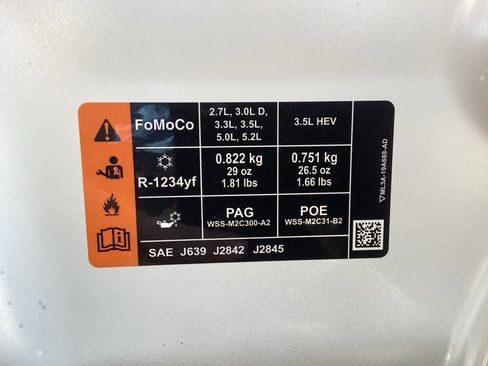 FoMoCo
2.7L, 3.0L D,
3.3L, 3.5L,
5.0L, 5.2L
3.5L HEV
R-1234yf
0.822 kg
29 oz
1.81 lbs
0.751 kg
26.5 oz
1.66 lbs
PAG
WSS-M2C300-A2
POE
WSS-M2C31-B2
SAE J639 J2842 J2845
ML3A-19A688-AD